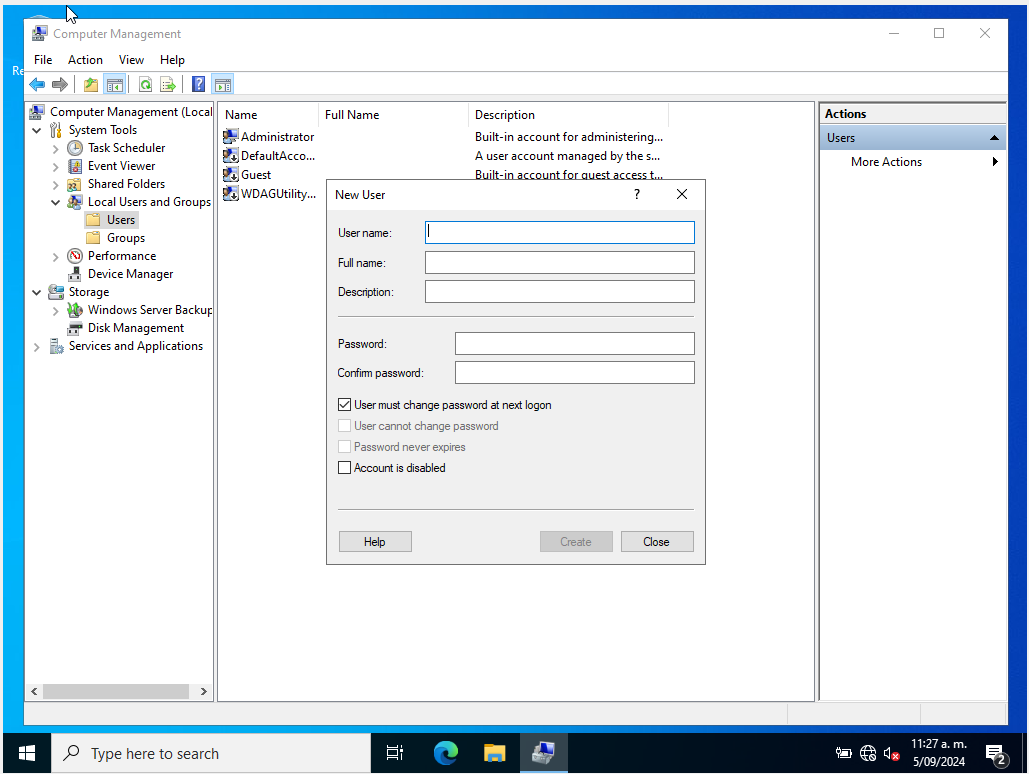 Re
Computer Management
File Action View Help
Computer Management (Local
System Tools
Task Scheduler
Event Viewer
Shared Folders
Local Users and Groups
Users
Groups
Performance
Device Manager
Storage
Windows Server Backup
Disk Management
Services and Applications
Name Full Name Description
Administrator Built-in account for administering...
DefaultAcco... A user account managed by the s...
Guest Built-in account for guest access t...
WDAGUtility...
Actions
Users
More Actions
New User ?
User name:
Full name:
Description:
Password:
Confirm password:
User must change password at next logon
User cannot change password
Password never expires
Account is disabled
Help Create Close
Type here to search
11:27 a. m.
5/09/2024
2